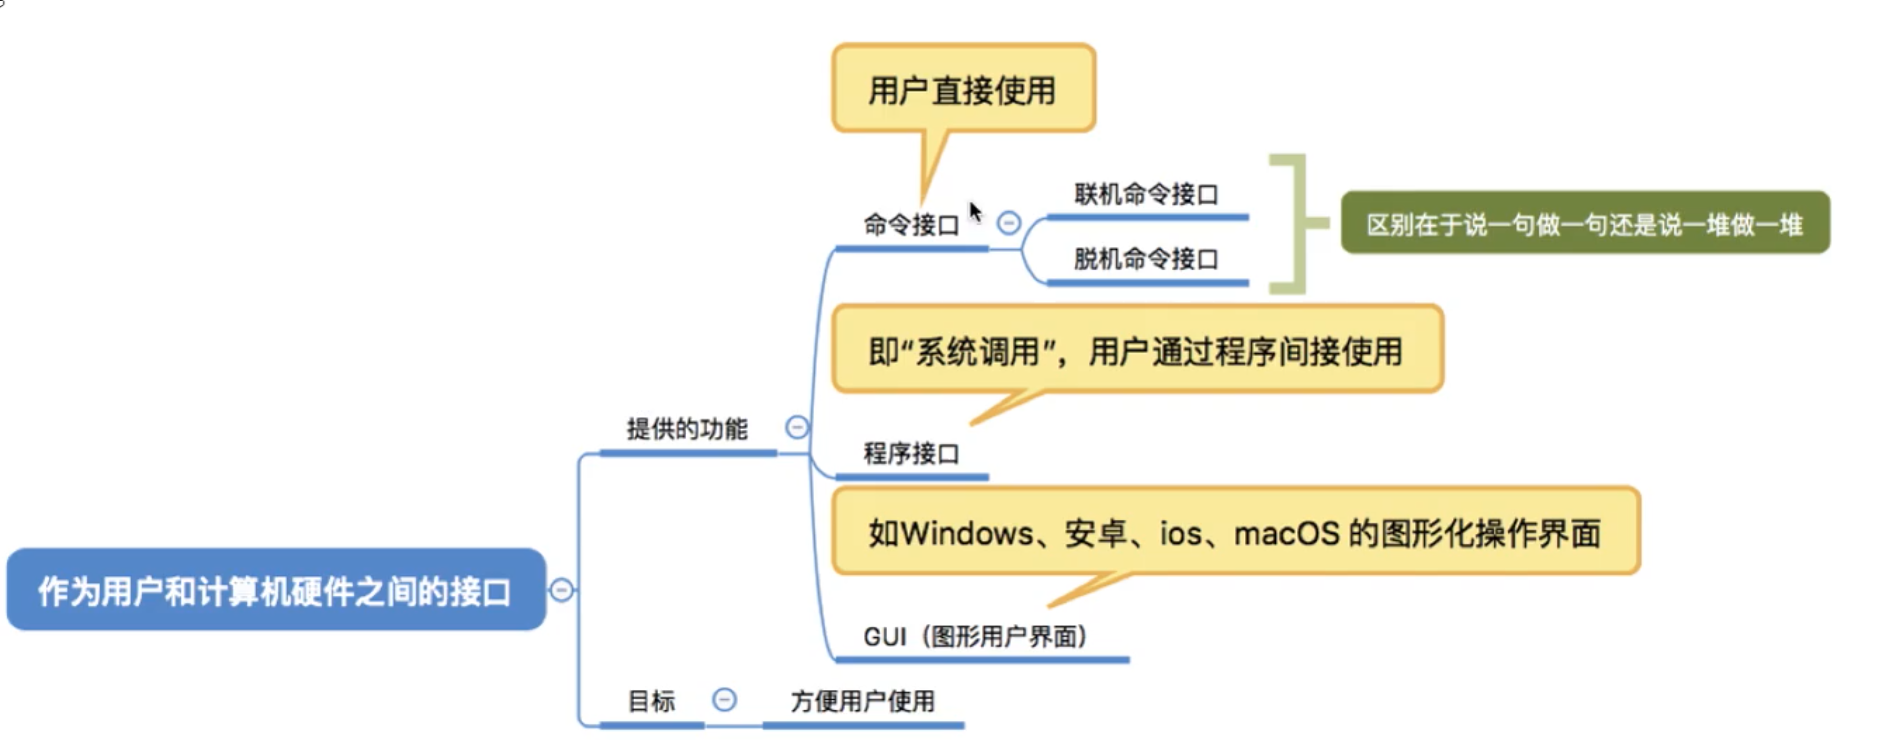 用户直接使用
联机命令接口
命令接口
区别在于说一句做一句还是说一堆做一堆
脱机命令接口
即“系统调用”，用户通过程序间接使用
提供的功能
程序接口
如Windows、安卓、ios、macOS 的图形化操作界面
作为用户和计算机硬件之间的接口
GUI（图形用户界面）
目标
方便用户使用